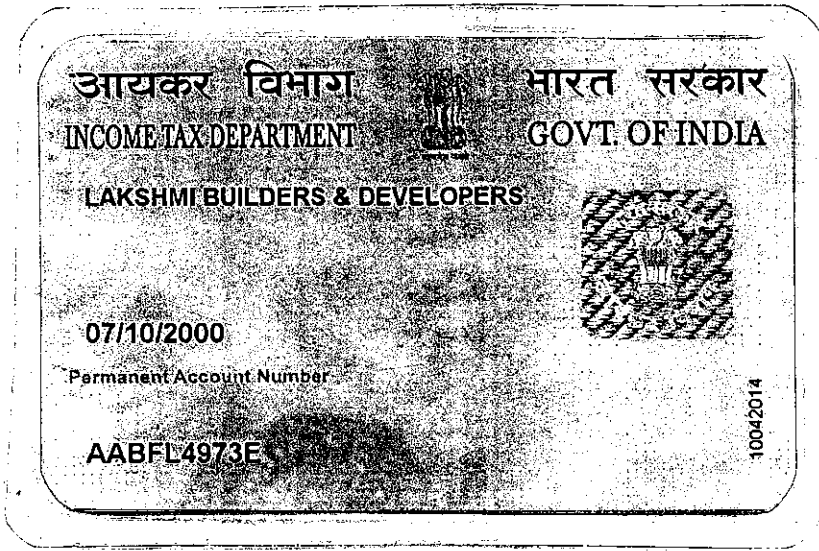 आयकर विभाग भारत सरकार
INCOME TAX DEPARTMENT GOVT. OF INDIA
LAKSHMI BUILDERS & DEVELOPERS
07/10/2000
Permanent Account Number
AABFL4973E
10042014